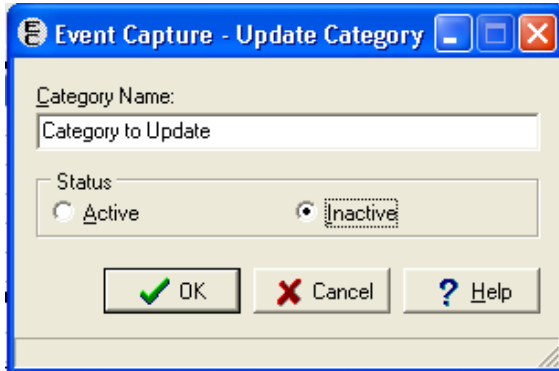 Event Capture - Update Category
Category Name:
Category to Update
Status
Active
Inactive
OK
Cancel
? Help